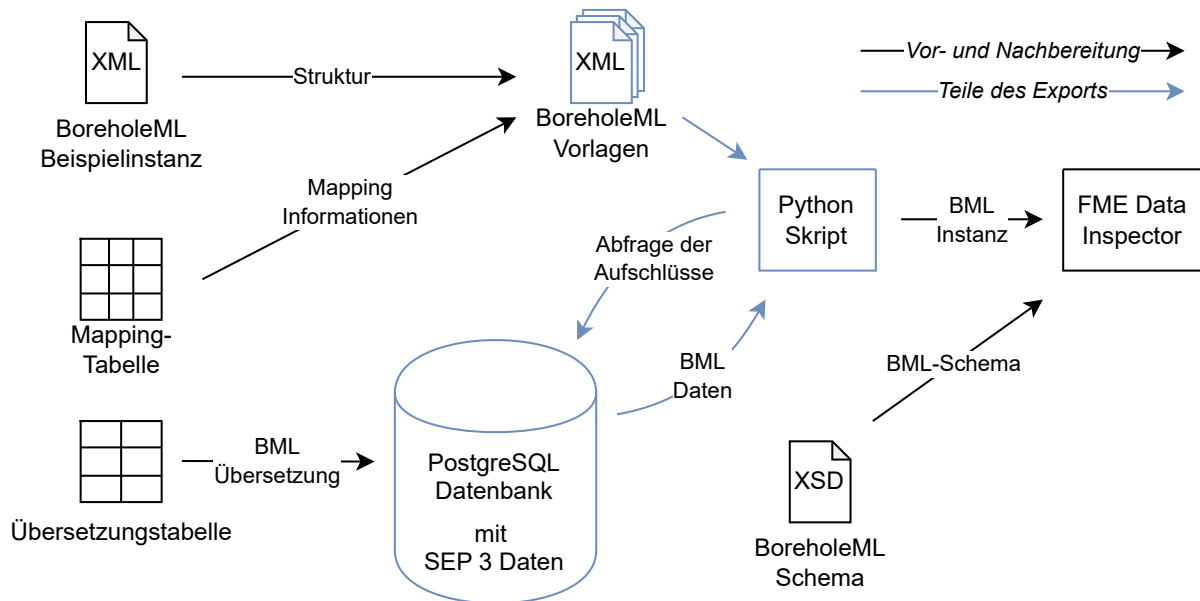 XML
Struktur
XML
Vor- und Nachbereitung
Teile des Exports
BoreholeML
Beispielinstanz
BoreholeML
Vorlagen
Mapping
Informationen
Python
Skript
BML
Instanz
FME Data
Inspector
Abfrage der
Aufschlüsse
Mapping-
Tabelle
BML
Daten
BML-Schema
BML
Übersetzung
PostgreSQL
Datenbank
mit
SEP 3 Daten
XSD
Übersetzungstabelle
BoreholeML
Schema